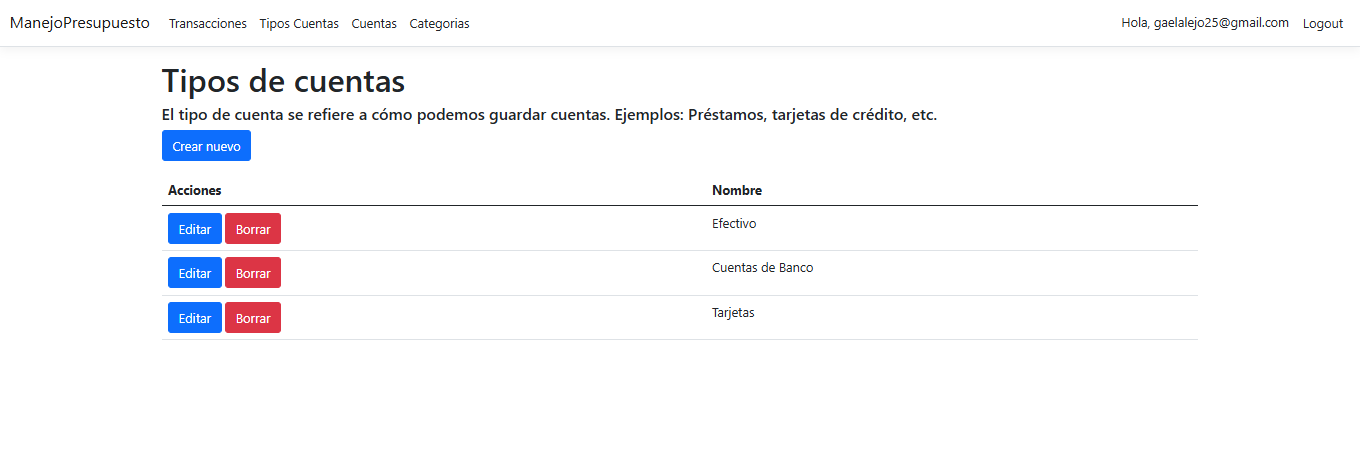 ManejoPresupuesto Transacciones Tipos Cuentas Cuentas Categorias Hola, gaelalejo25@gmail.com Logout
Tipos de cuentas
El tipo de cuenta se refiere a cómo podemos guardar cuentas. Ejemplos: Préstamos, tarjetas de crédito, etc.
Crear nuevo
Acciones Nombre
Editar Borrar Efectivo
Editar Borrar Cuentas de Banco
Editar Borrar Tarjetas